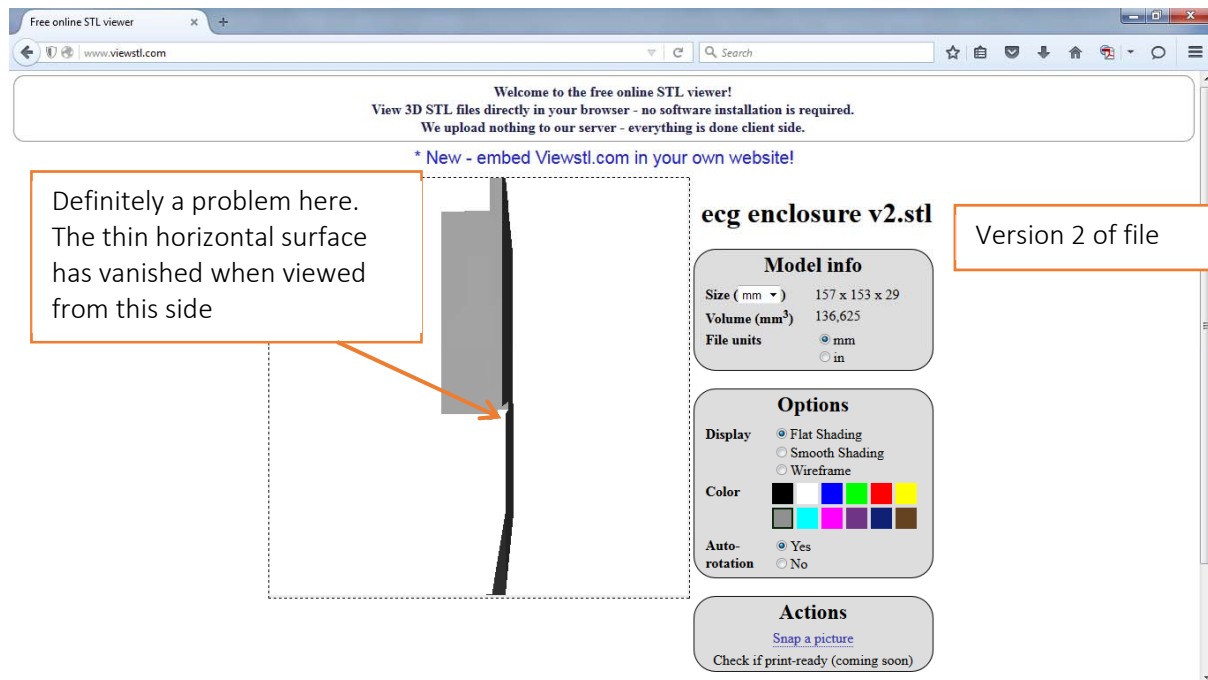 Free online STL viewer
www.viewstl.com
Search
Welcome to the free online STL viewer!
View 3D STL files directly in your browser - no software installation is required.
We upload nothing to our server - everything is done client side.
* New - embed Viewstl.com in your own website!
Definitely a problem here.
The thin horizontal surface
has vanished when viewed
from this side
ecg enclosure v2.stl
Version 2 of file
Model info
Size ( mm ) 157 x 153 x 29
Volume (mm³) 136,625
File units mm
in
Options
Display Flat Shading
Smooth Shading
Wireframe
Color
Auto- Yes
rotation No
Actions
Snap a picture
Check if print-ready (coming soon)